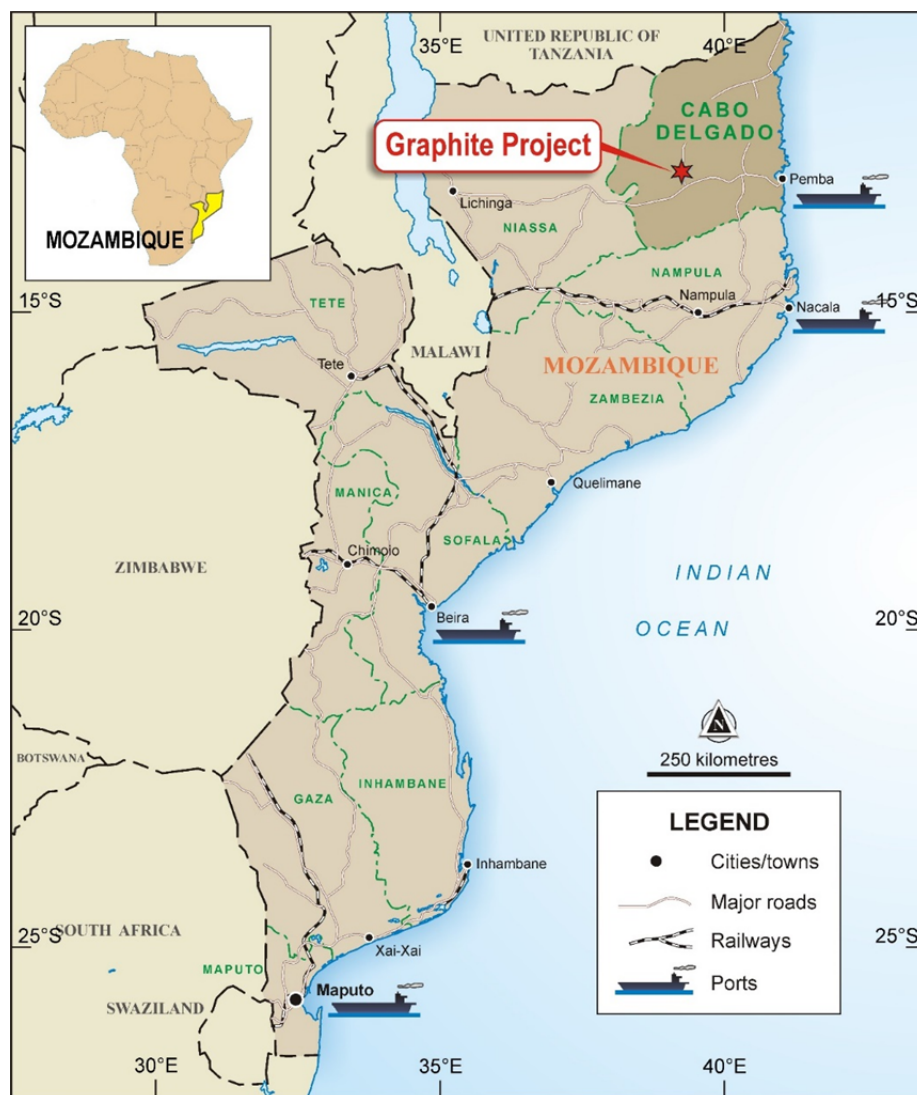 35°E
40°E
UNITED REPUBLIC OF
TANZANIA
CABO
DELGADO
Graphite Project
Pemba
Lichinga
NIASSA
MOZAMBIQUE
NAMPULA
TETE
Nampula
15°S
15°S
Nacala
MALAWI
Tete
MOZAMBIQUE
ZAMBEZIA
Quelimane
MANICA
SOFALA
Chimoio
ZIMBABWE
INDIAN
OCEAN
Beira
20°S
20°S
N
250 kilometres
BOTSWANA
GAZA
INHAMBANE
LEGEND
Cities/towns
Major roads
Railways
Ports
Inhambane
SOUTH AFRICA
25°S
25°S
Xai-Xai
MAPUTO
Maputo
SWAZILAND
30°E
35°E
40°E